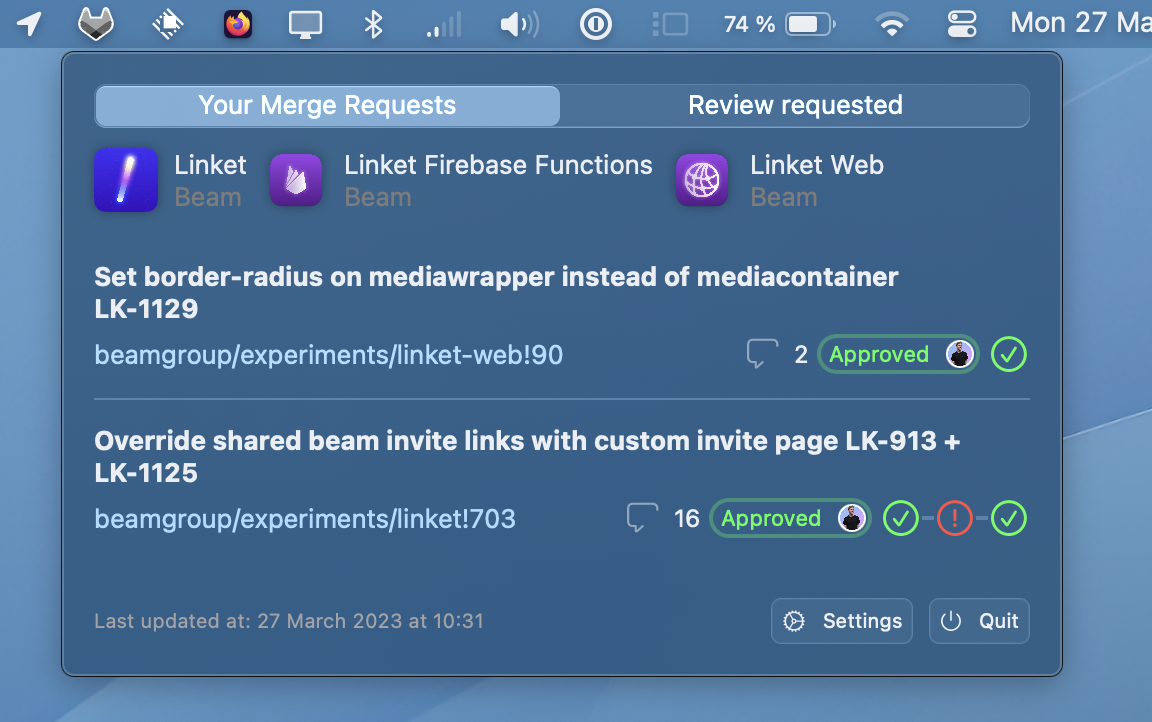 74 %
Mon 27 Ma
Your Merge Requests
Review requested
Linket
Beam
Linket Firebase Functions
Beam
Linket Web
Beam
Set border-radius on mediawrapper instead of mediacontainer
LK-1129
beamgroup/experiments/linket-web!90
2
Approved
Override shared beam invite links with custom invite page LK-913 +
LK-1125
beamgroup/experiments/linket!703
16
Approved
Last updated at: 27 March 2023 at 10:31
Settings
Quit